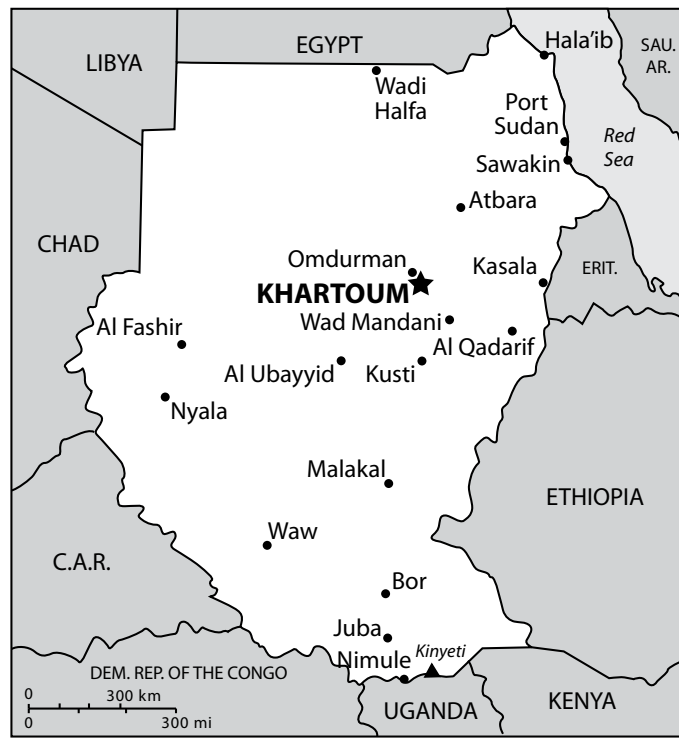 EGYPT
Hala'ib
SAU.
AR.
LIBYA
Wadi
Halfa
Port
Sudan
Red
Sea
Sawakin
Atbara
CHAD
Omdurman
Kasala
ERIT.
KHARTOUM
Wad Mandani
Al Fashir
Al Qadarif
Al Ubayyid
Kusti
Nyala
Malakal
ETHIOPIA
Waw
C.A.R.
Bor
Juba
Kinyeti
Nimule
DEM. REP. OF THE CONGO
0 300 km
0 300 mi
UGANDA
KENYA